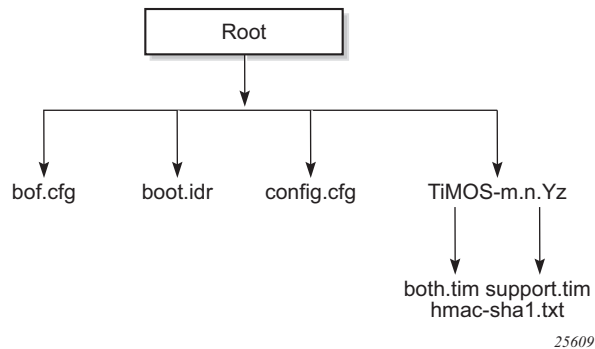 Root
bof.cfg boot.idr config.cfg TiMOS-m.n.Yz
both.tim support.tim
hmac-sha1.txt
25609